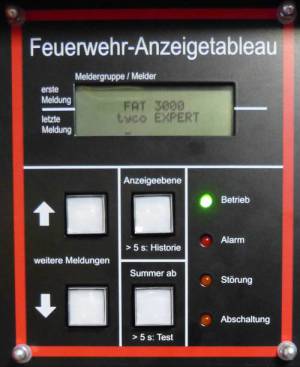 Feuerwehr-Anzeigetableau
Meldergruppe / Melder
erste
Meldung
FAT 3000
letzte
Meldung
tyco EXPERT
Anzeigeebene
> 5 s: Historie
Betrieb
Alarm
weitere Meldungen
Summer ab
> 5 s: Test
Störung
Abschaltung